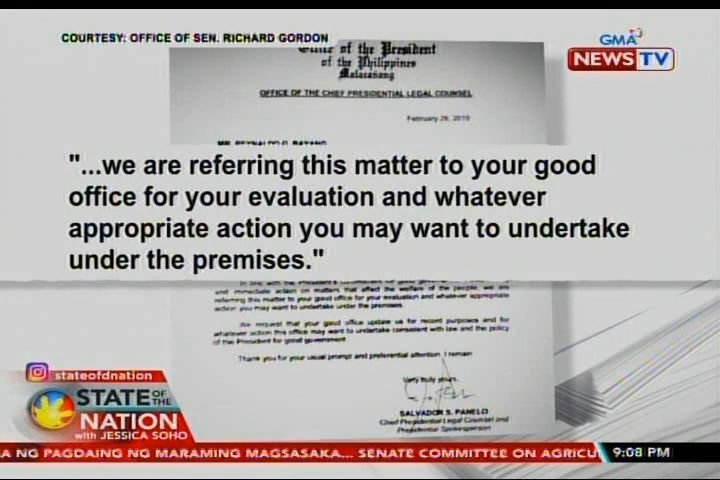 COURTESY: OFFICE OF SEN. RICHARD GORDON
GMA
NEWS TV
Office of the President
of the Philippines
Malacañang
OFFICE OF THE CHIEF PRESIDENTIAL LEGAL COUNSEL
February 26, 2019
MR. REYNALDO G. BAYANG
"...we are referring this matter to your good
office for your evaluation and whatever
appropriate action you may want to undertake
under the premises."
and immediate action on matters that affect the welfare of the people, we are
referring this matter to your good office for your evaluation and whatever appropriate
action you may want to undertake under the premises.
We request that your good office update us for record purposes and for
whatever action this office may want to undertake consistent with law and the policy
of the President for good government.
Thank you for your usual prompt and preferential attention. I remain
Very truly yours,
SALVADOR S. PANELO
Chief Presidential Legal Counsel and
Presidential Spokesperson
stateofdnation
STATE OF THE
NATION
with JESSICA SOHO
A NG PAGDAING NG MARAMING MAGSASAKA... SENATE COMMITTEE ON AGRICU
9:08 PM